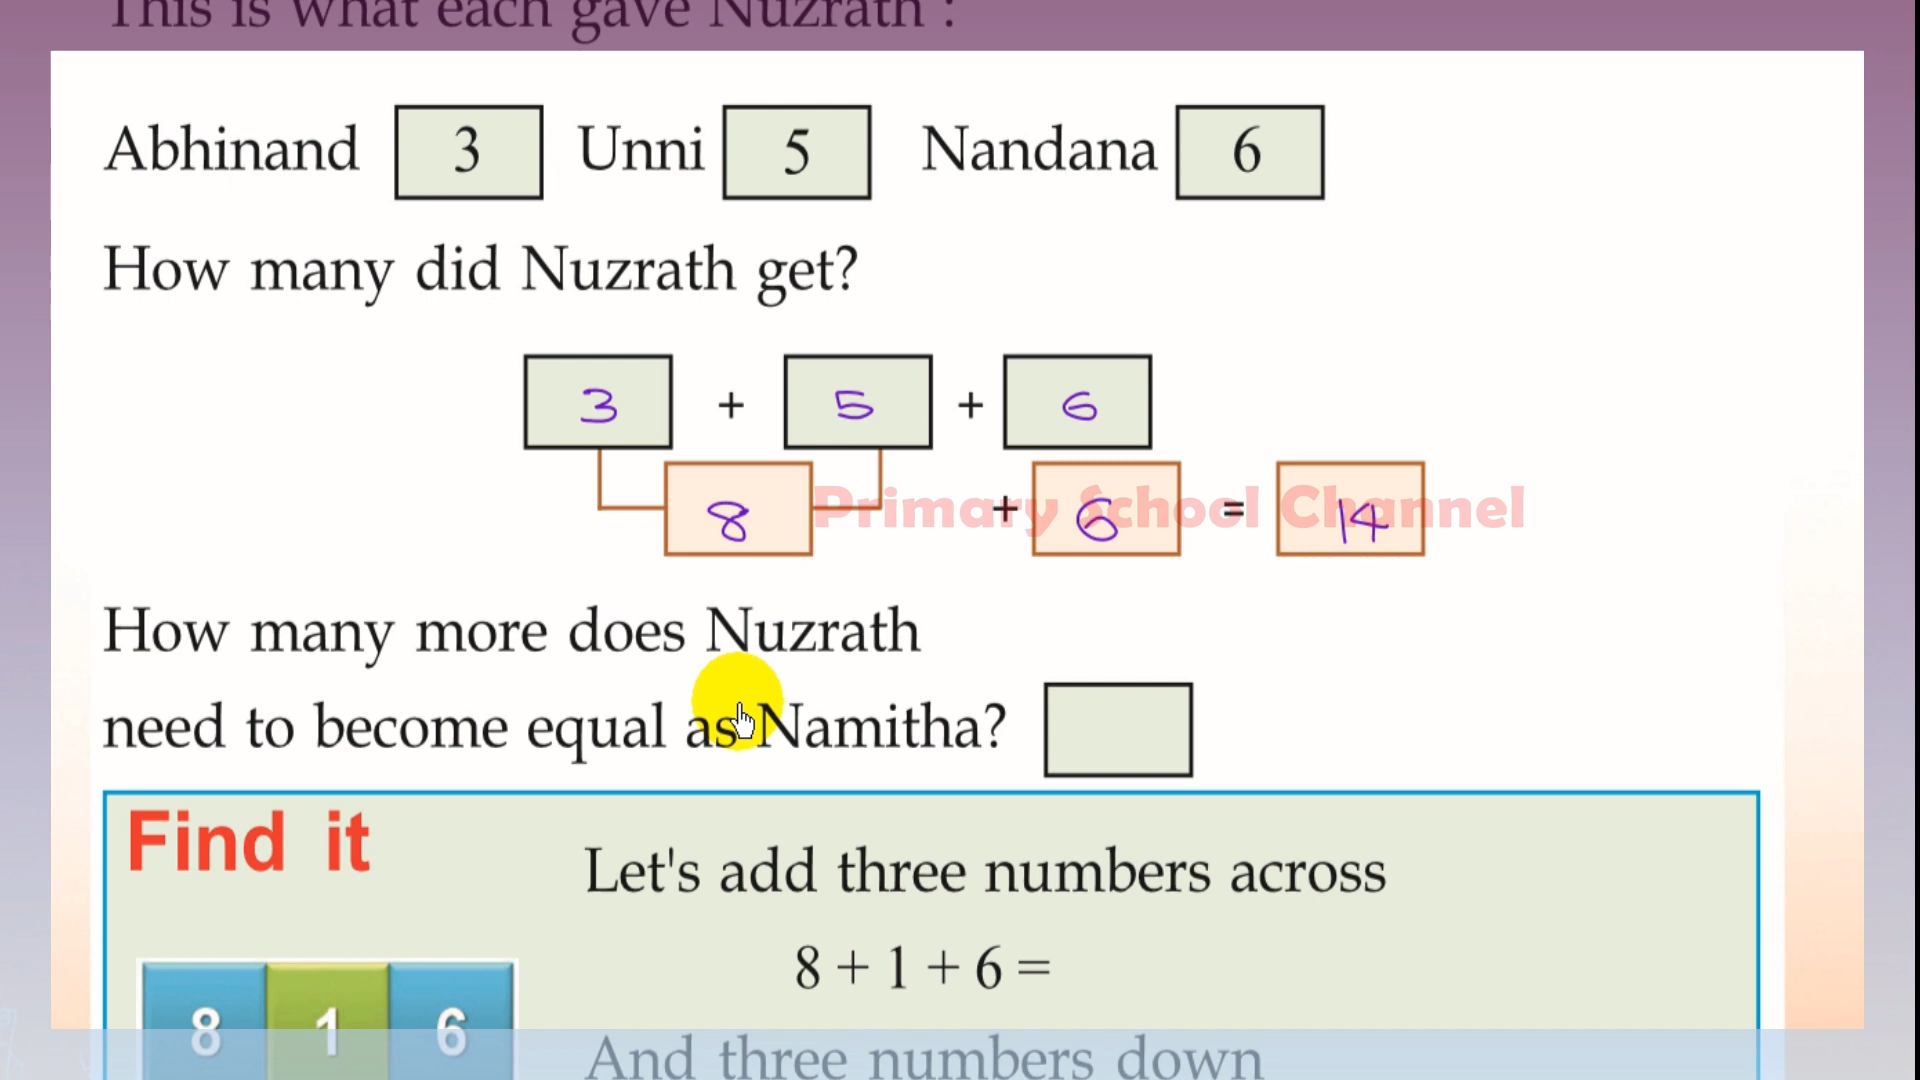 This is what each gave Nuzrath :
Abhinand 3 Unni 5 Nandana 6
How many did Nuzrath get?
3 + 5 + 6
8 + 6 = 14
Primary School Channel
How many more does Nuzrath
need to become equal as Namitha?
Find it
Let's add three numbers across
8 + 1 + 6 =
8 1 6
And three numbers down